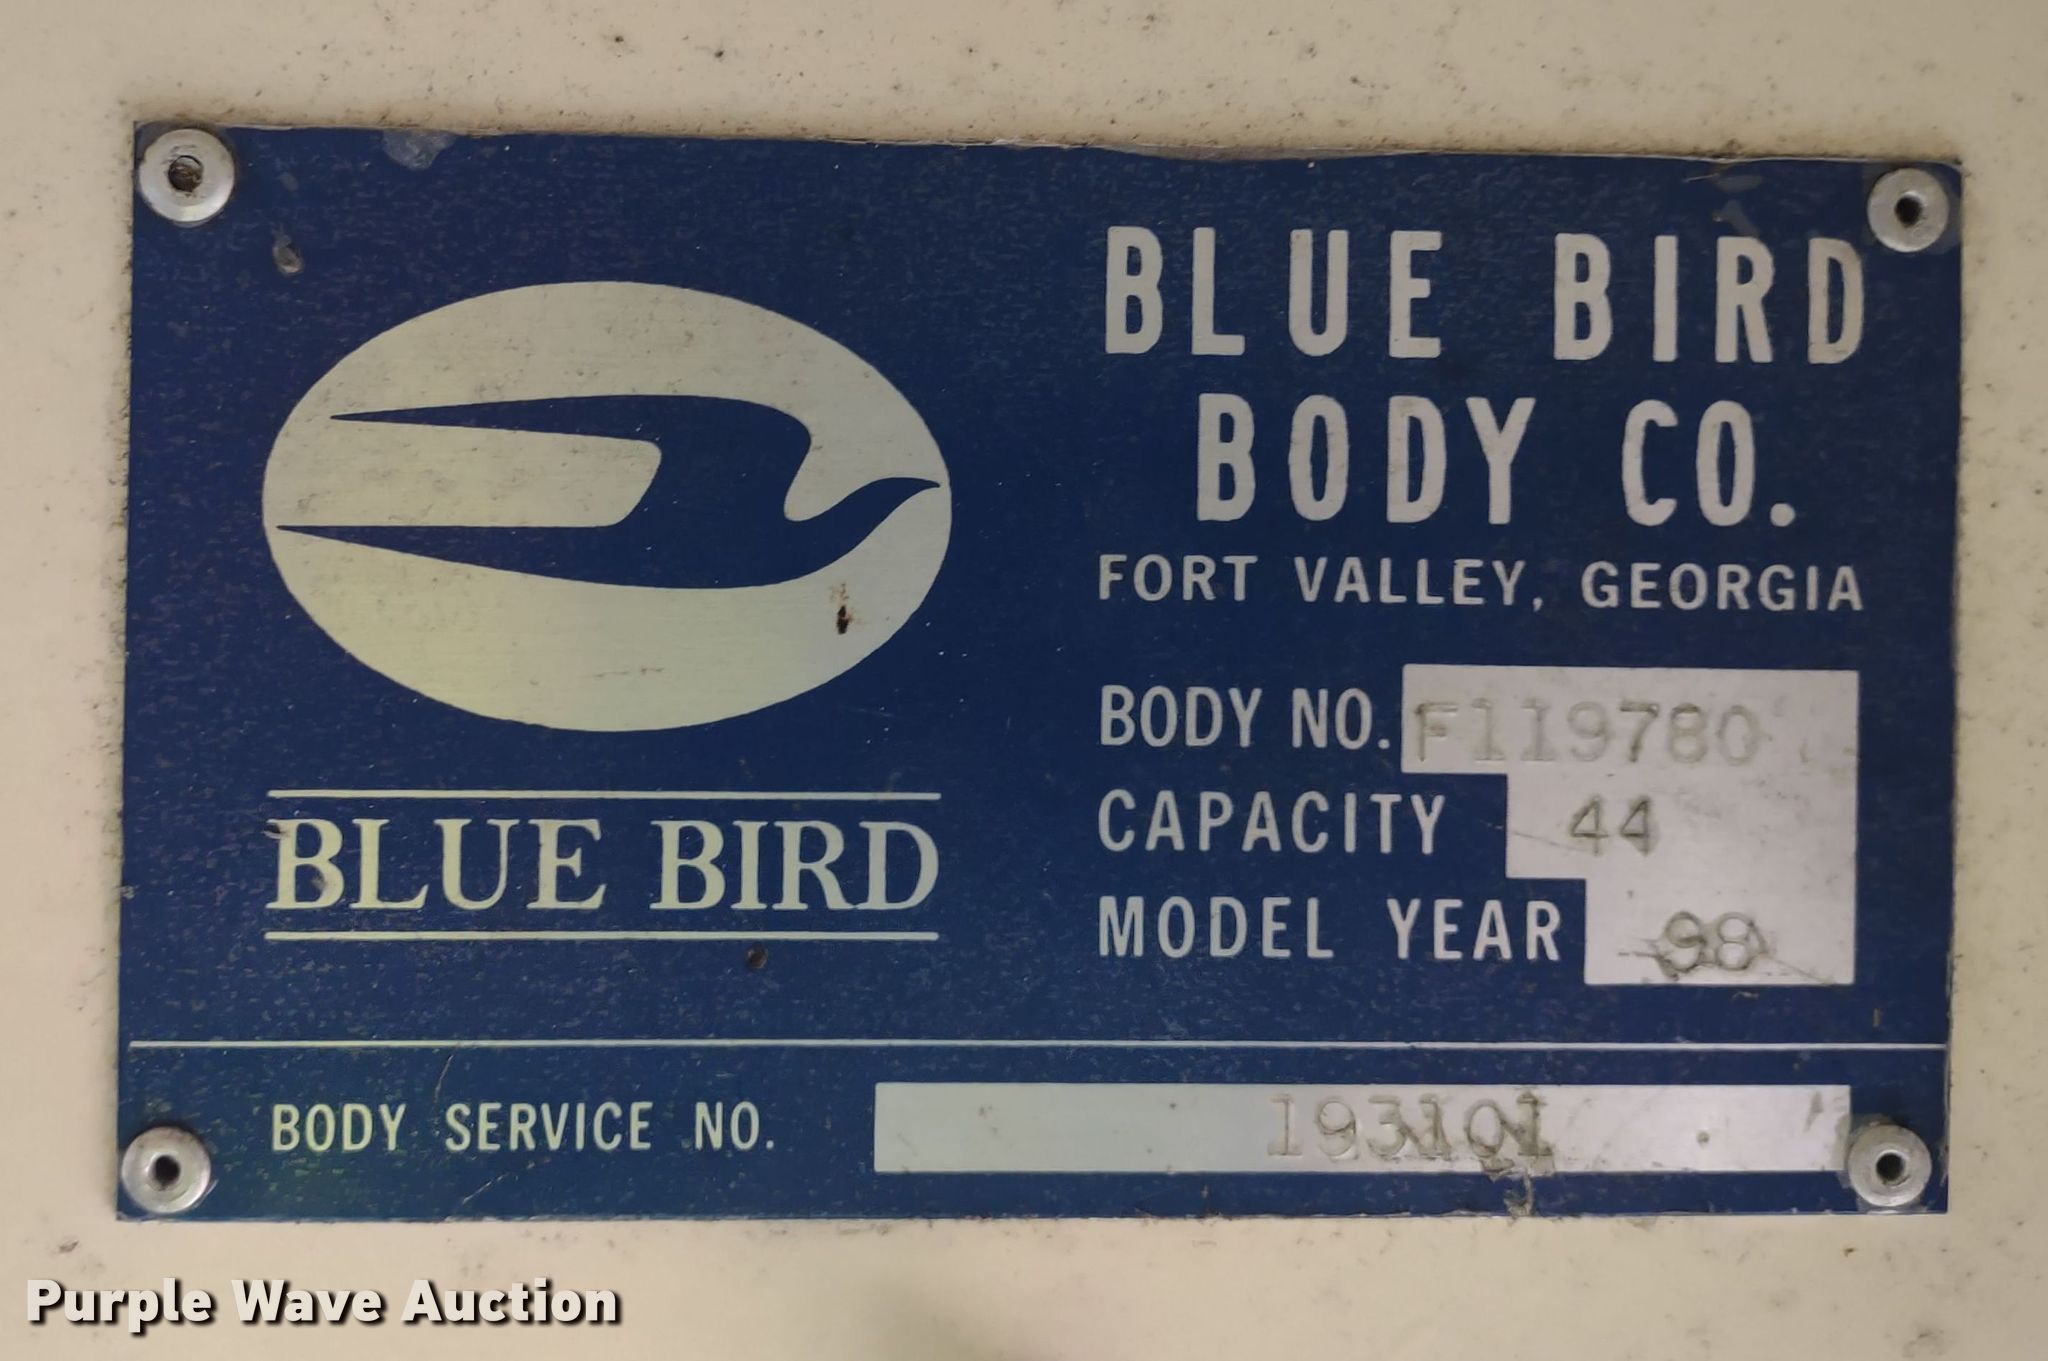 BLUE BIRD
BODY CO.
FORT VALLEY, GEORGIA
BODY NO. F119780
CAPACITY 44
MODEL YEAR 98
BLUE BIRD
BODY SERVICE NO. 193101
Purple Wave Auction